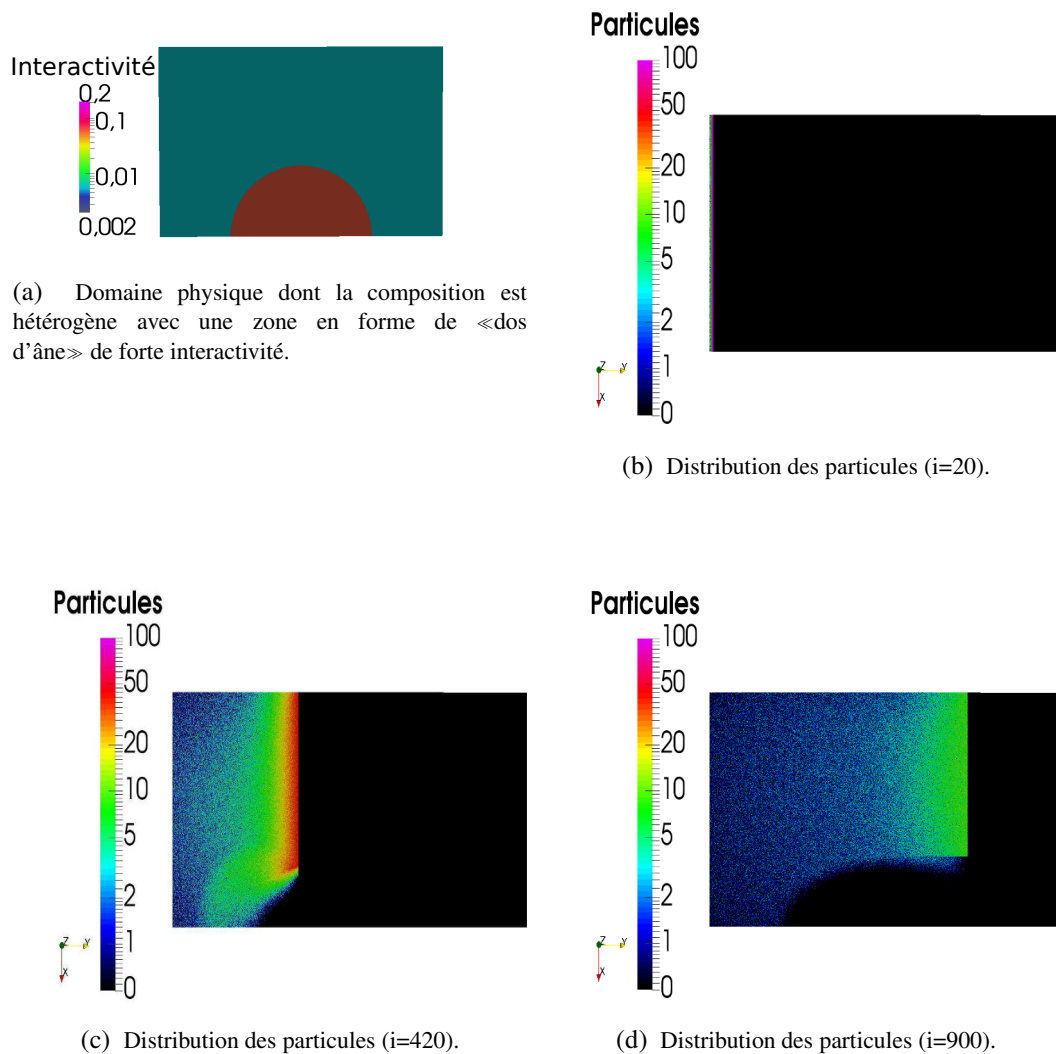 Interactivité
0,2
0,1
0,01
0,002
(a) Domaine physique dont la composition est
hétérogène avec une zone en forme de ≪dos
d'âne≫ de forte interactivité.
Particules
100
50
20
10
5
2
1
0
Z
Y
X
(b) Distribution des particules (i=20).
Particules
100
50
20
10
5
2
1
0
Z
Y
X
(c) Distribution des particules (i=420).
Particules
100
50
20
10
5
2
1
0
Z
Y
X
(d) Distribution des particules (i=900).